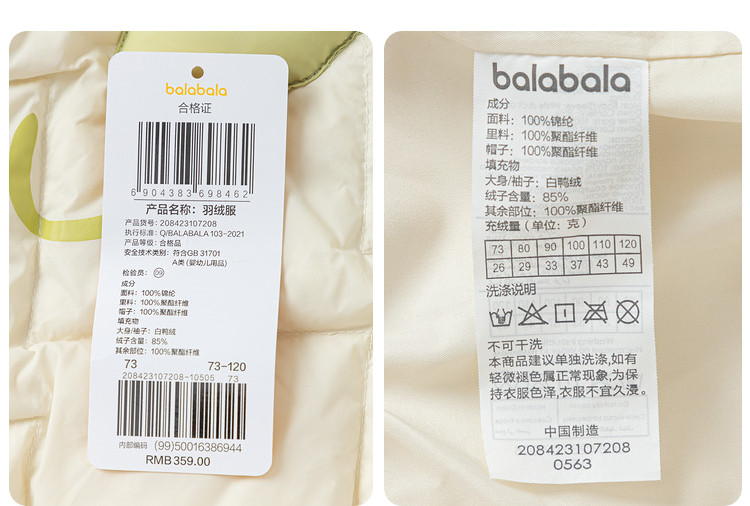 balabala
合格证
6 904383 698462
产品名称：羽绒服
产品货号：208423107208
执行标准：Q/BALABALA 103-2021
产品等级：合格品
安全技术类别：符合GB 31701
A类 (婴幼儿用品)
检验员：09
成分
面料：100%锦纶
里料：100%聚酯纤维
帽子：100%聚酯纤维
填充物
大身/袖子：白鸭绒
绒子含量：85%
其余部位：100%聚酯纤维
73 73-120
208423107208-10505 73
内部编码 (99)50016386944
RMB 359.00
balabala
成分
面料：100%锦纶
里料：100%聚酯纤维
帽子：100%聚酯纤维
填充物
大身/袖子：白鸭绒
绒子含量：85%
其余部位：100%聚酯纤维
充绒量（单位：克）
73 80 90 100 110 120
26 29 33 37 43 49
洗涤说明
不可干洗
本商品建议单独洗涤,如有
轻微褪色属正常现象,为保
持衣服色泽,衣服不宜久浸。
中国制造
208423107208
0563